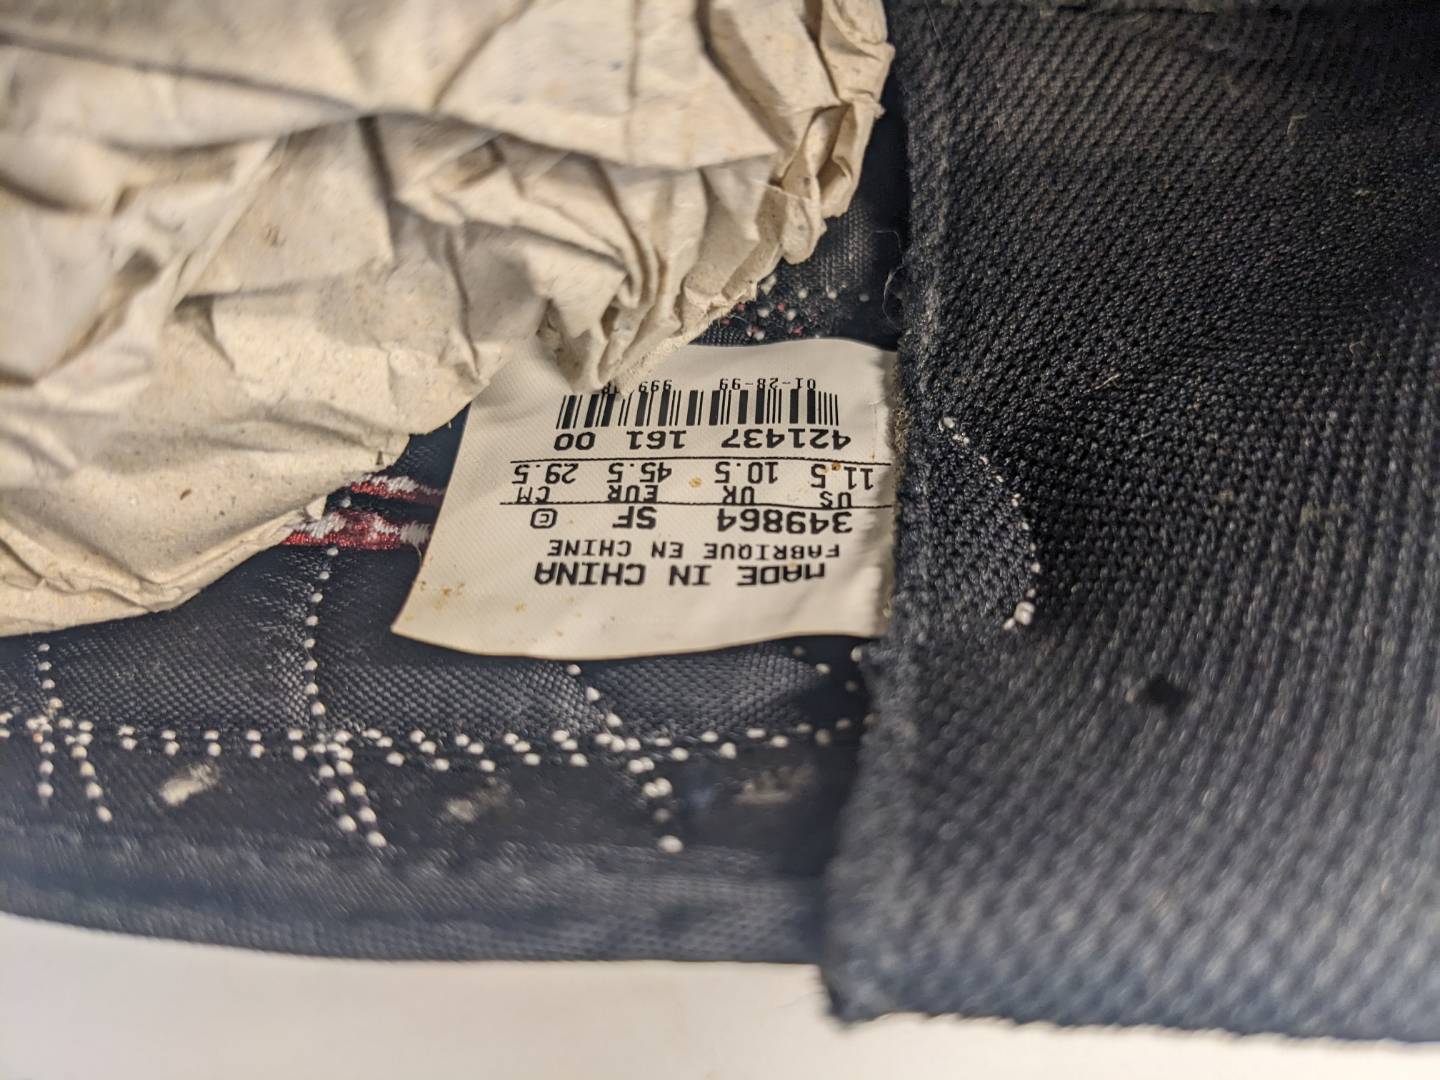 MADE IN CHINA
FABRIQUE EN CHINE
349864 SF C
US UK EUR CM
11.5 10.5 45.5 29.5
421437 161 00
01-28-99 999